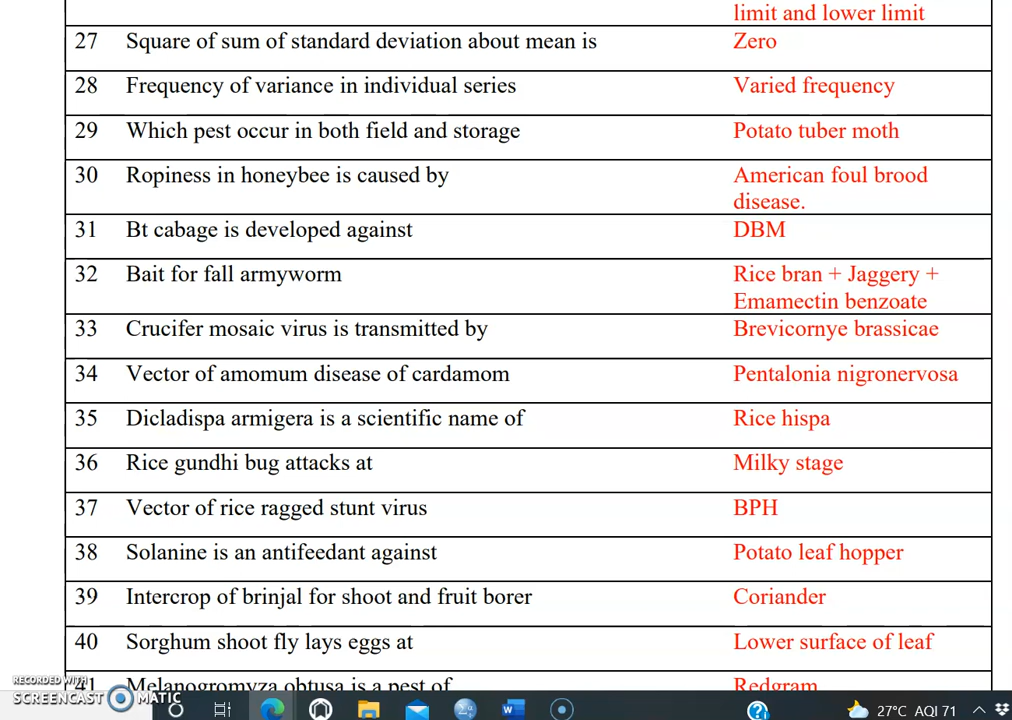 limit and lower limit
27 Square of sum of standard deviation about mean is Zero
28 Frequency of variance in individual series Varied frequency
29 Which pest occur in both field and storage Potato tuber moth
30 Ropiness in honeybee is caused by American foul brood
disease.
31 Bt cabage is developed against DBM
32 Bait for fall armyworm Rice bran + Jaggery +
Emamectin benzoate
33 Crucifer mosaic virus is transmitted by Brevicornye brassicae
34 Vector of amomum disease of cardamom Pentalonia nigronervosa
35 Dicladispa armigera is a scientific name of Rice hispa
36 Rice gundhi bug attacks at Milky stage
37 Vector of rice ragged stunt virus BPH
38 Solanine is an antifeedant against Potato leaf hopper
39 Intercrop of brinjal for shoot and fruit borer Coriander
40 Sorghum shoot fly lays eggs at Lower surface of leaf
41 Melanogromyza obtusa is a pest of Redgram
RECORDED WITH
SCREENCAST MATIC
27°C AQI 71